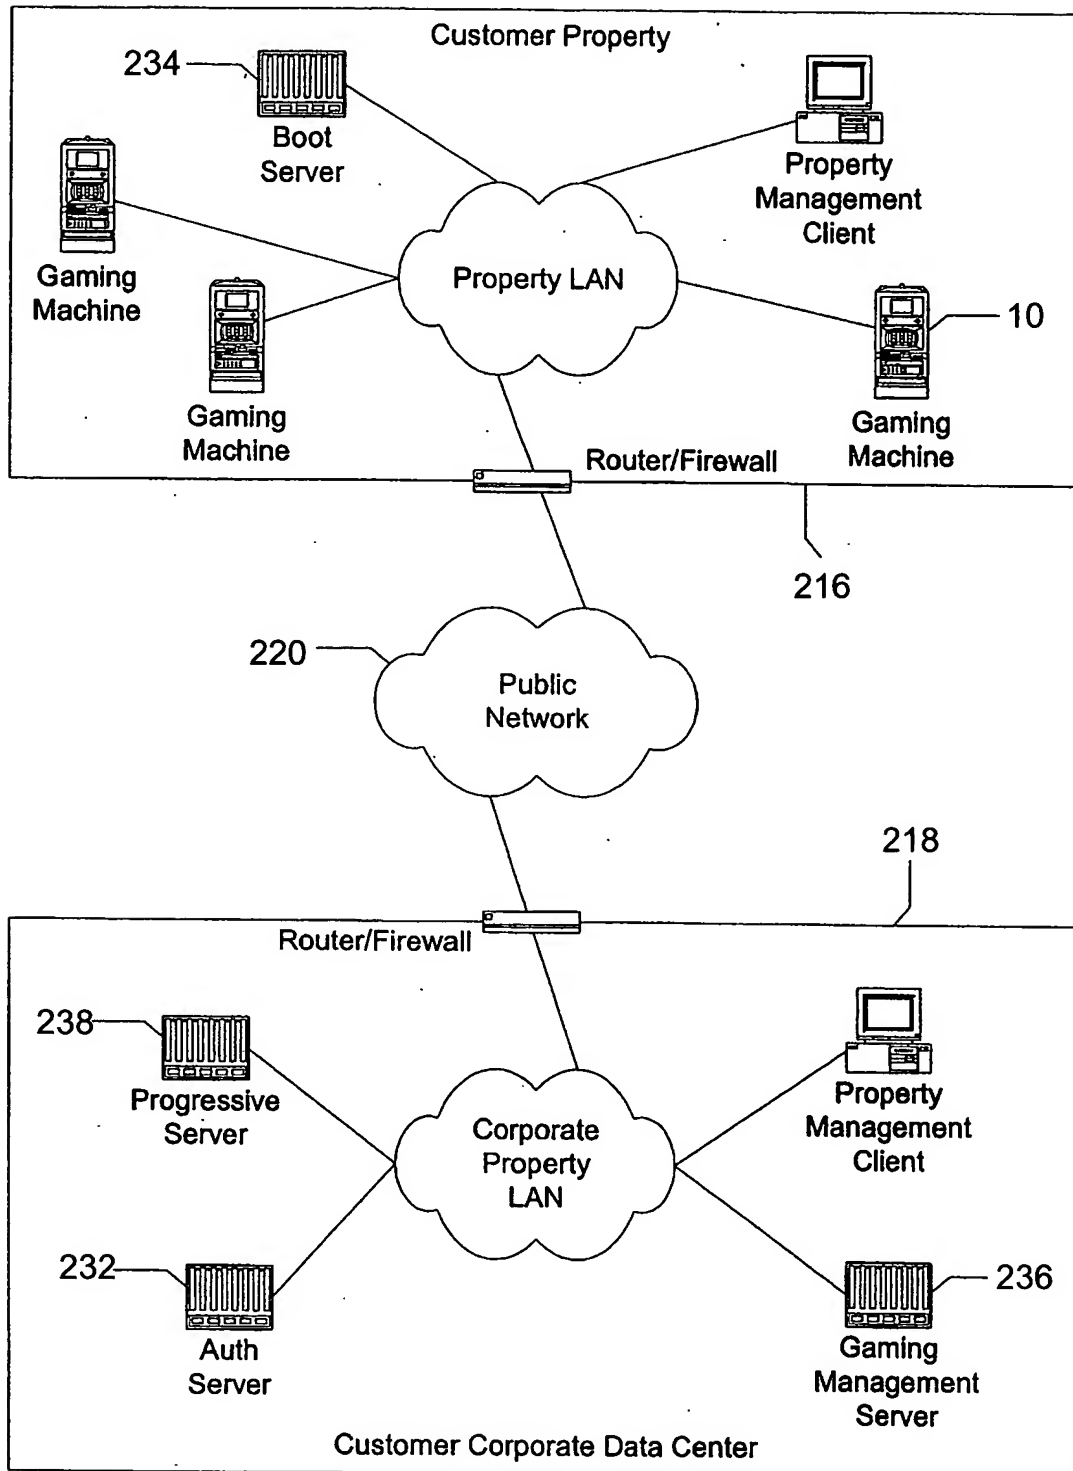 Customer Property
234
Boot
Server
Property
Management
Client
Gaming
Machine
Property LAN
10
Gaming
Machine
Gaming
Machine
Router/Firewall
216
220
Public
Network
218
Router/Firewall
238
Progressive
Server
Corporate
Property
LAN
Property
Management
Client
232
Auth
Server
236
Gaming
Management
Server
Customer Corporate Data Center